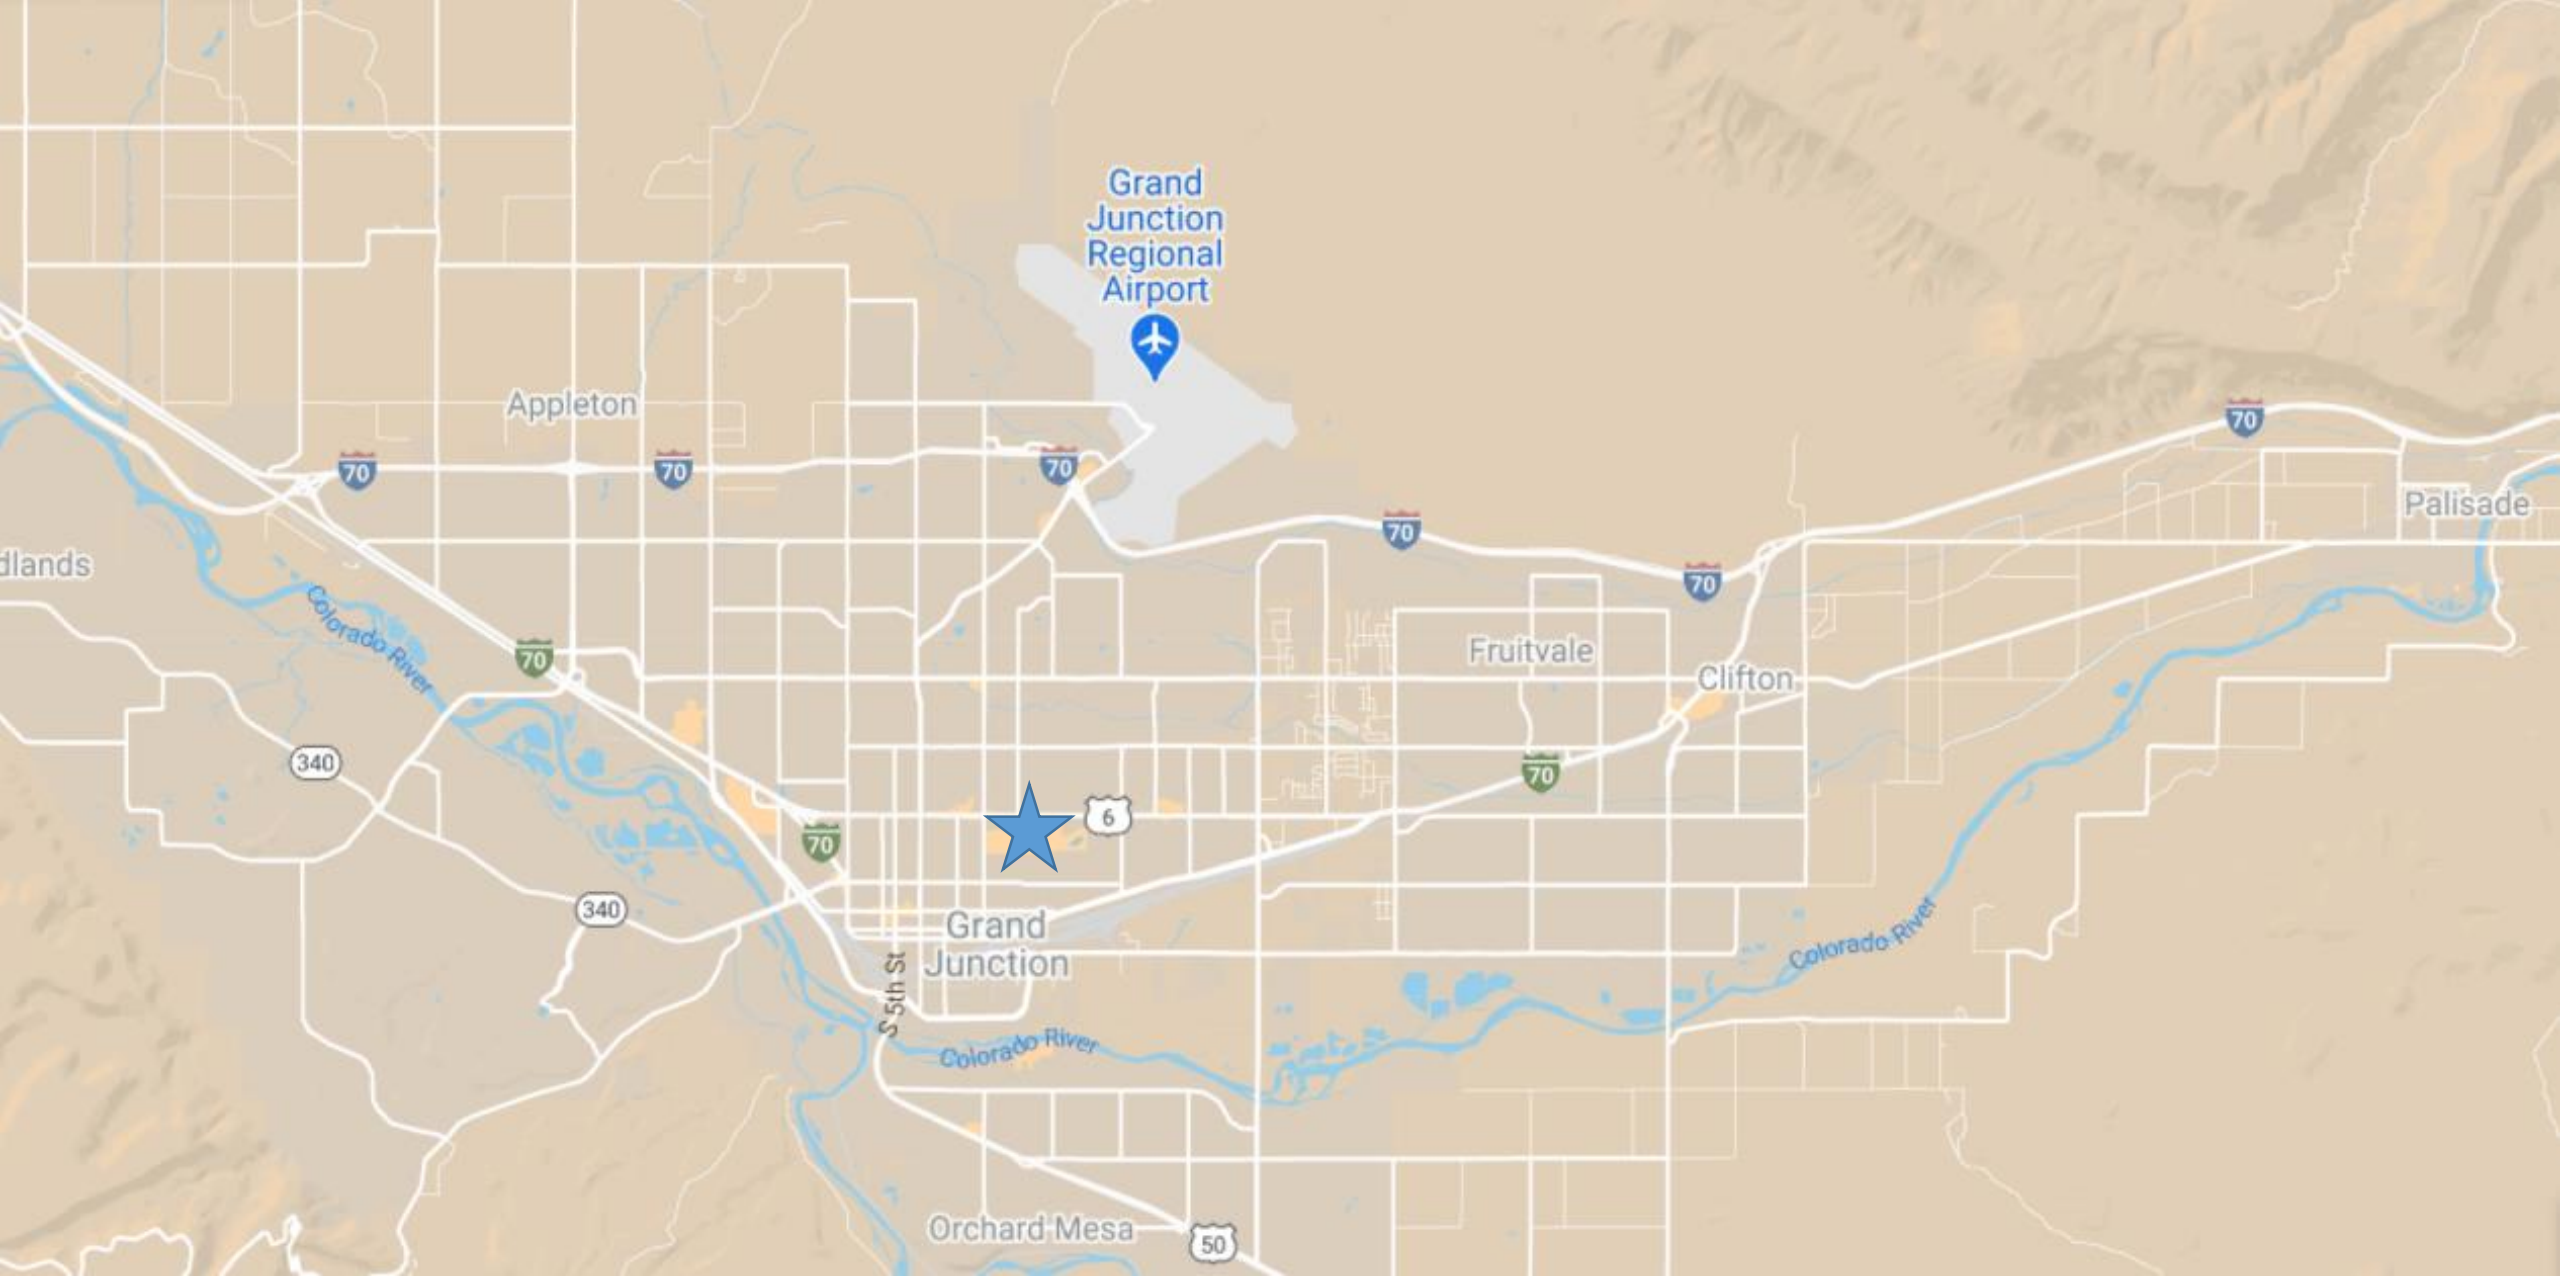 Grand
Junction
Regional
Airport
Appleton
70
70
70
70
70
70
Palisade
dlands
Colorado River
70
Fruitvale
Clifton
340
70
6
70
340
Grand
Junction
Colorado River
S 5th St
Colorado River
Orchard Mesa
50